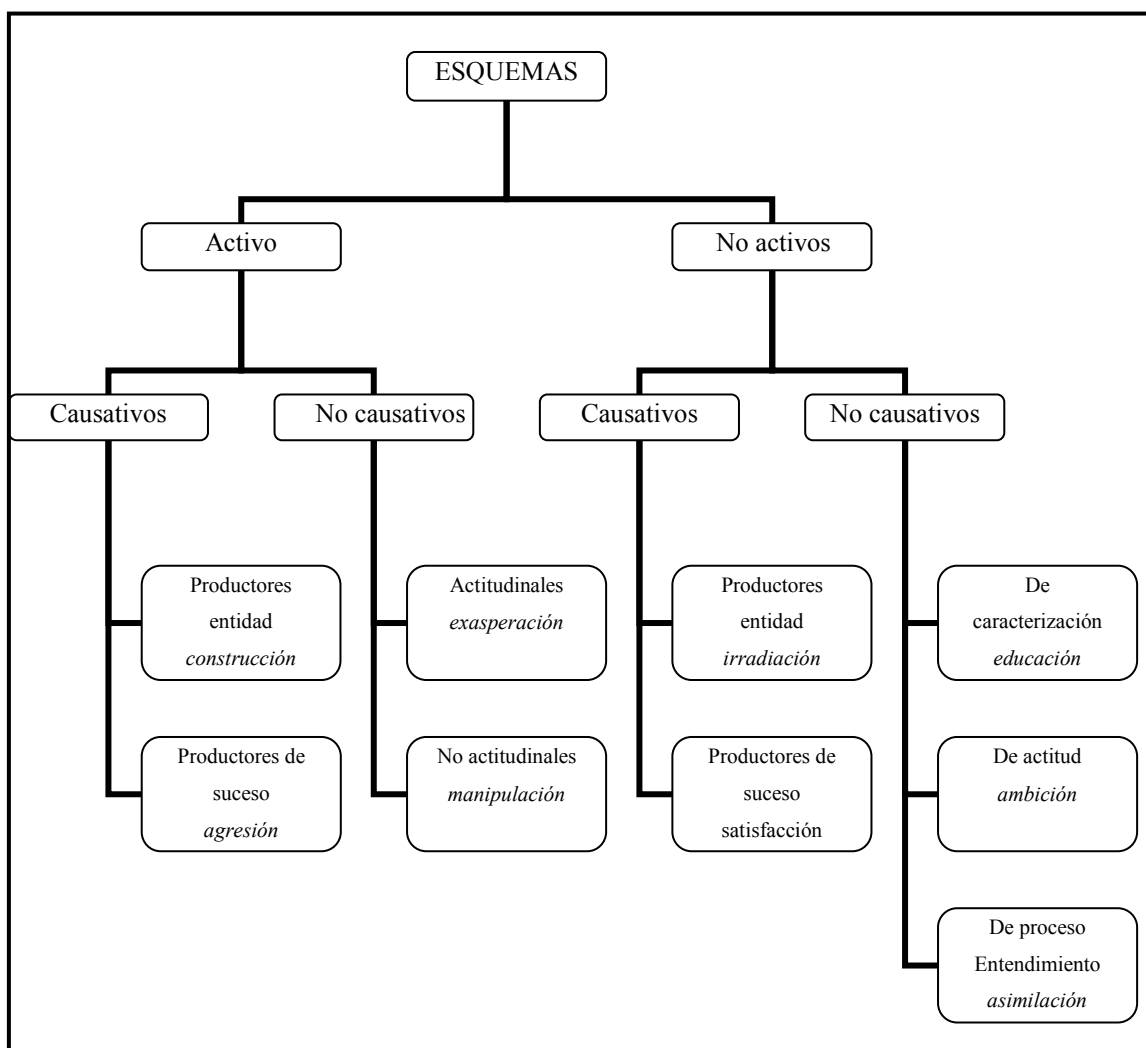 ESQUEMAS
Activo
No activos
Causativos
No causativos
Causativos
No causativos
Productores
entidad
construcción
Actitudinales
exasperación
Productores
entidad
irradiación
De
caracterización
educación
Productores de
suceso
agresión
No actitudinales
manipulación
Productores de
suceso
satisfacción
De actitud
ambición
De proceso
Entendimiento
asimilación